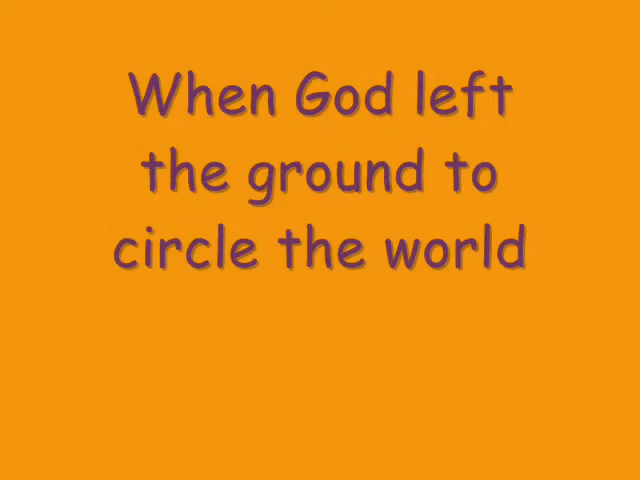 When God left
the ground to
circle the world